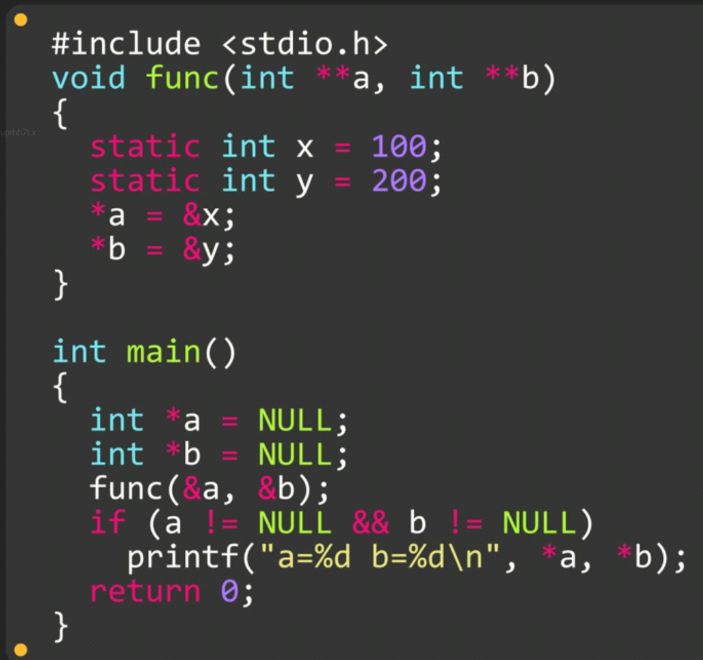 #include <stdio.h>
void func(int **a, int **b)
{
  static int x = 100;
  static int y = 200;
  *a = &x;
  *b = &y;
}

int main()
{
  int *a = NULL;
  int *b = NULL;
  func(&a, &b);
  if (a != NULL && b != NULL)
    printf("a=%d b=%d\n", *a, *b);
  return 0;
}